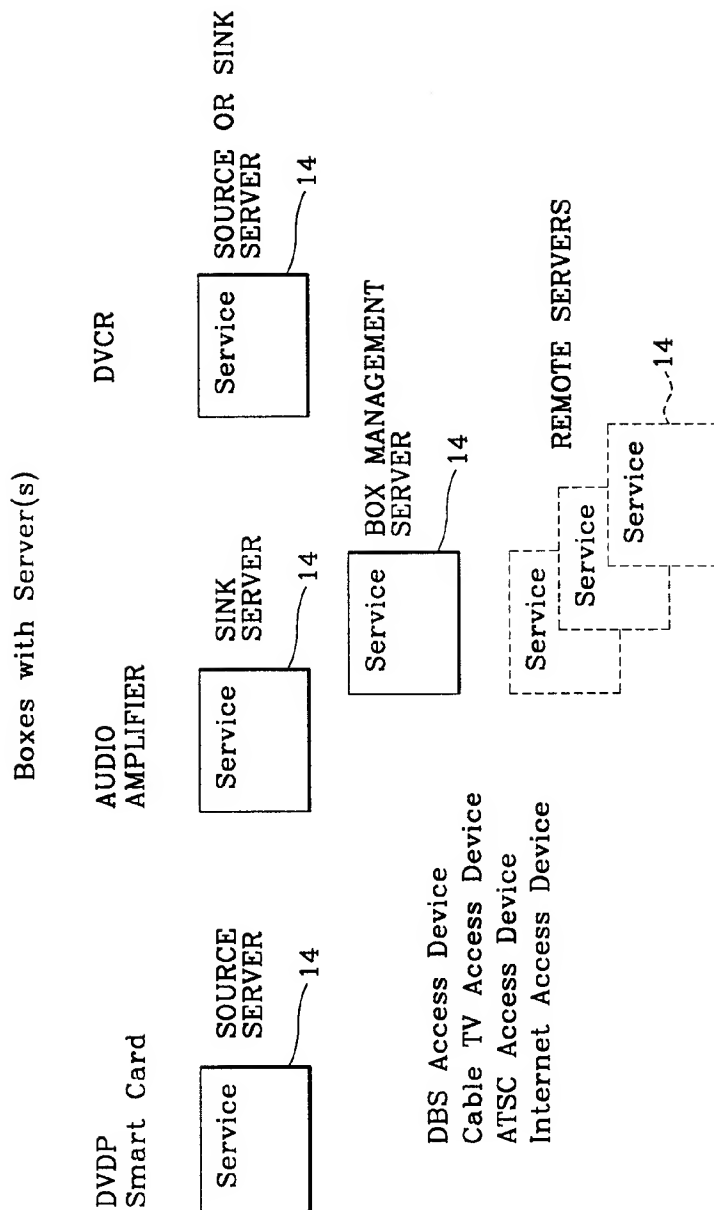 Boxes with Server(s)
DVDP
Smart Card
Service
SOURCE
SERVER
14
AUDIO
AMPLIFIER
Service
SINK
SERVER
14
DVCR
Service
SOURCE OR SINK
SERVER
14
DBS Access Device
Cable TV Access Device
ATSC Access Device
Internet Access Device
Service
BOX MANAGEMENT
SERVER
14
Service
Service
Service
REMOTE SERVERS
14